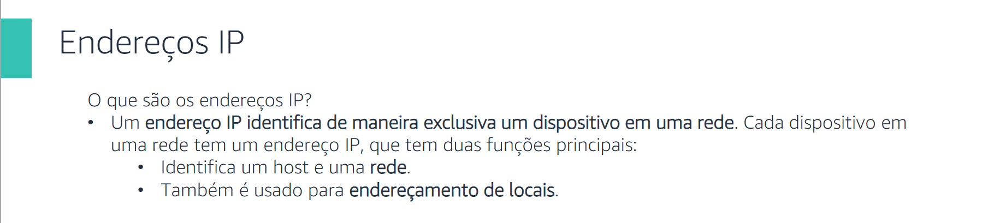 Endereços IP
O que são os endereços IP?
• Um endereço IP identifica de maneira exclusiva um dispositivo em uma rede. Cada dispositivo em
uma rede tem um endereço IP, que tem duas funções principais:
• Identifica um host e uma rede.
• Também é usado para endereçamento de locais.